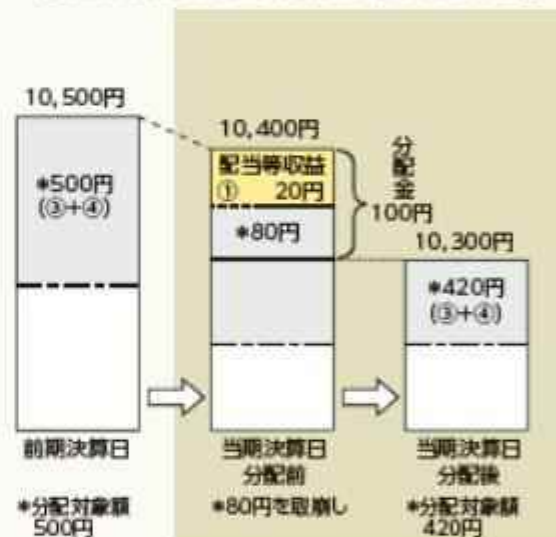 10,500円
*500円
(③+④)
前期決算日
*分配対象額
500円
10,400円
配当等収益
① 20円
*80円
分配金
100円
当期決算日
分配前
*80円を取崩し
10,300円
*420円
(③+④)
当期決算日
分配後
*分配対象額
420円